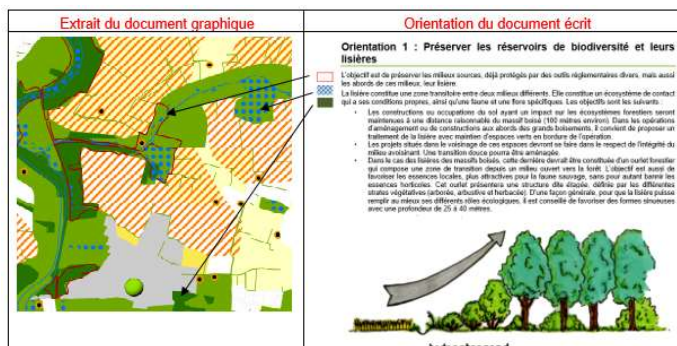 Extrait du document graphique
Orientation du document écrit
Orientation 1 : Préserver les réservoirs de biodiversité et leurs
lisières
L'objectif est de préserver les milieux sources, déjà protégés par des outils réglementaires divers, mais aussi
les abords de ces milieux, leur lisière.
La lisière constitue une zone transitoire entre deux milieux différents. Elle constitue un écosystème de contact
qui a ses conditions propres, ainsi qu'une faune et une flore spécifiques. Les objectifs sont les suivants :
• Les constructions ou occupations du sol ayant un impact sur les écosystèmes forestiers seront
maintenues à une distance raisonnable du massif boisé (100 mètres environ). Dans les opérations
d'aménagement ou de constructions aux abords des grands boisements, il convient de proposer un
traitement de la lisière avec maintien d'espaces verts en bordure de l'opération.
• Les projets situés dans le voisinage de ces espaces devront se faire dans le respect de l'intégrité du
milieu avoisinant. Une transition douce pourra être aménagée.
• Dans le cas des lisières des massifs boisés, cette dernière devrait être constituée d'un ourlet forestier
qui compose une zone de transition depuis un milieu ouvert vers la forêt. L'objectif est aussi de
favoriser les essences locales, plus attractives pour la faune sauvage, sans pour autant bannir les
essences horticoles. Cet ourlet présentera une structure dite étagée, définie par les différentes
strates végétatives (arborée, arbustive et herbacée). D'une façon générale, pour que la lisière puisse
remplir au mieux ses différents rôles écologiques, il est conseillé de favoriser des formes sinueuses
avec une profondeur de 25 à 40 mètres.